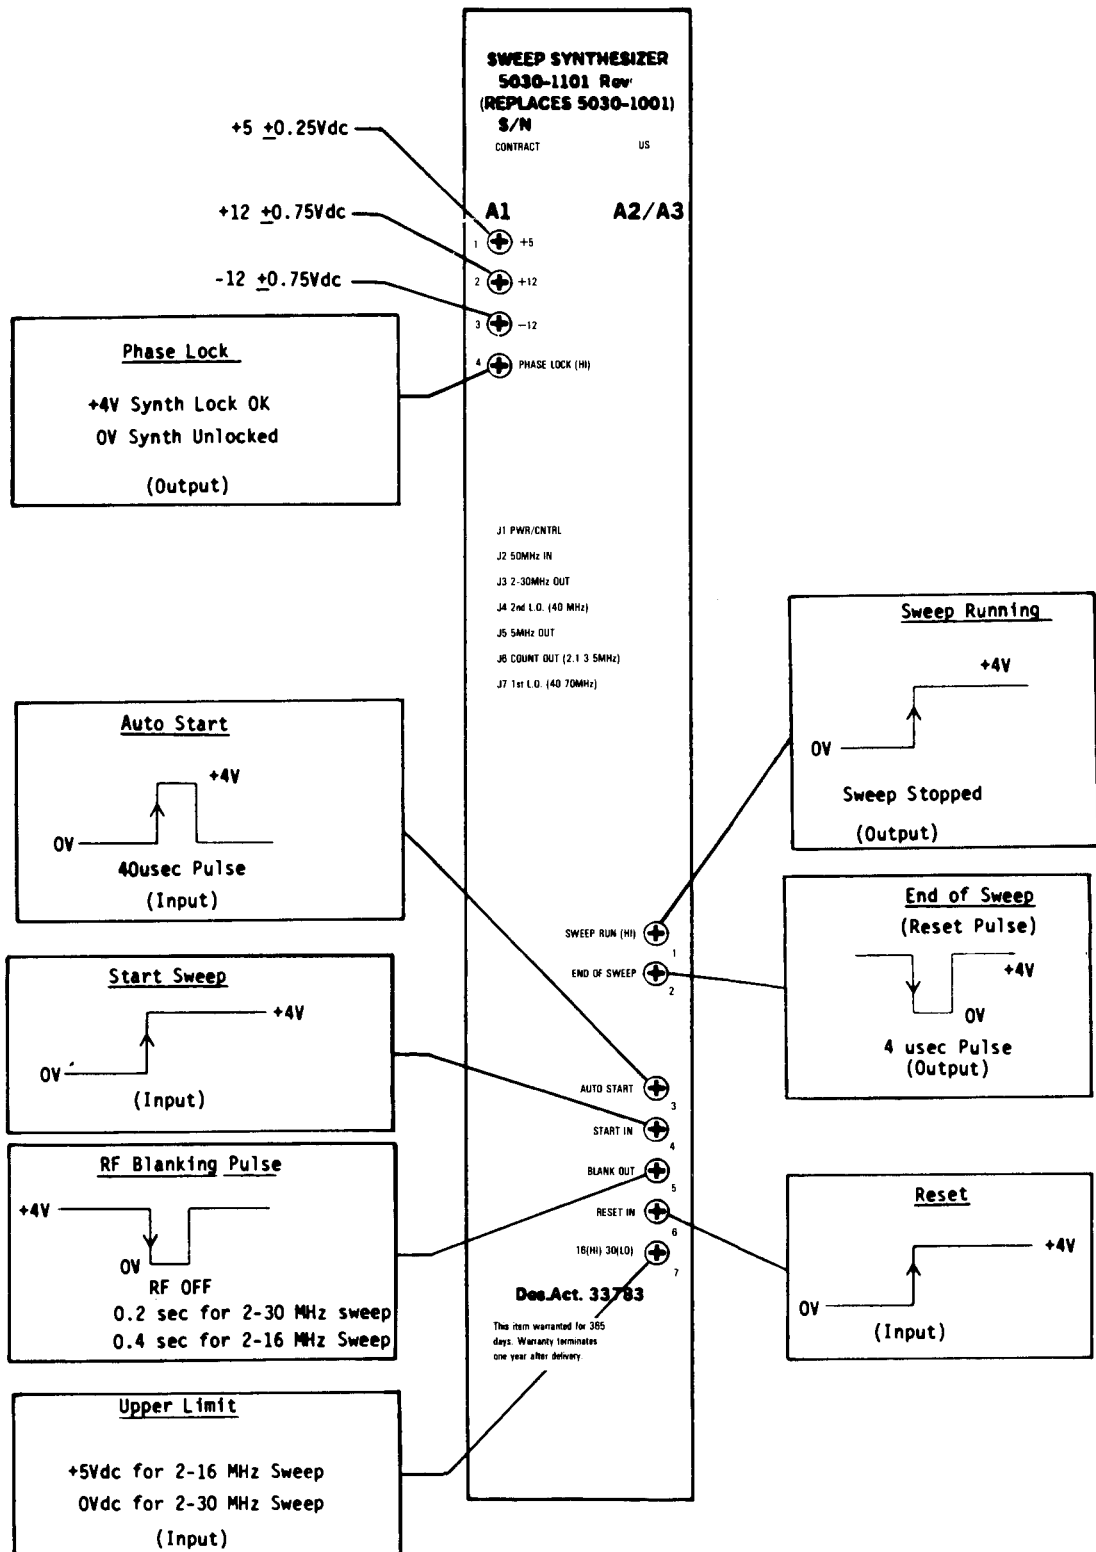 SWEEP SYNTHESIZER
5030-1101 Rev
(REPLACES 5030-1001)
S/N
CONTRACT US
+5 ±0.25Vdc
+12 ±0.75Vdc
-12 ±0.75Vdc
A1 A2/A3
1 +5
2 +12
3 -12
4 PHASE LOCK (HI)
Phase Lock
+4V Synth Lock OK
0V Synth Unlocked
(Output)
J1 PWR/CNTRL
J2 50MHz IN
J3 2-30MHz OUT
J4 2nd L.O. (40 MHz)
J5 5MHz OUT
J6 COUNT OUT (2.1 3 5MHz)
J7 1st L.O. (40 70MHz)
Sweep Running
+4V
0V
Sweep Stopped
(Output)
Auto Start
+4V
0V
40usec Pulse
(Input)
End of Sweep
(Reset Pulse)
+4V
0V
4 usec Pulse
(Output)
SWEEP RUN (HI)
1
END OF SWEEP
2
Start Sweep
+4V
0V
(Input)
AUTO START
3
START IN
4
BLANK OUT
5
RESET IN
6
16(HI) 30(LO)
7
RF Blanking Pulse
+4V
0V
RF OFF
0.2 sec for 2-30 MHz sweep
0.4 sec for 2-16 MHz Sweep
Reset
+4V
0V
(Input)
Des.Act. 33783
This item warranted for 365
days. Warranty terminates
one year after delivery.
Upper Limit
+5Vdc for 2-16 MHz Sweep
0Vdc for 2-30 MHz Sweep
(Input)